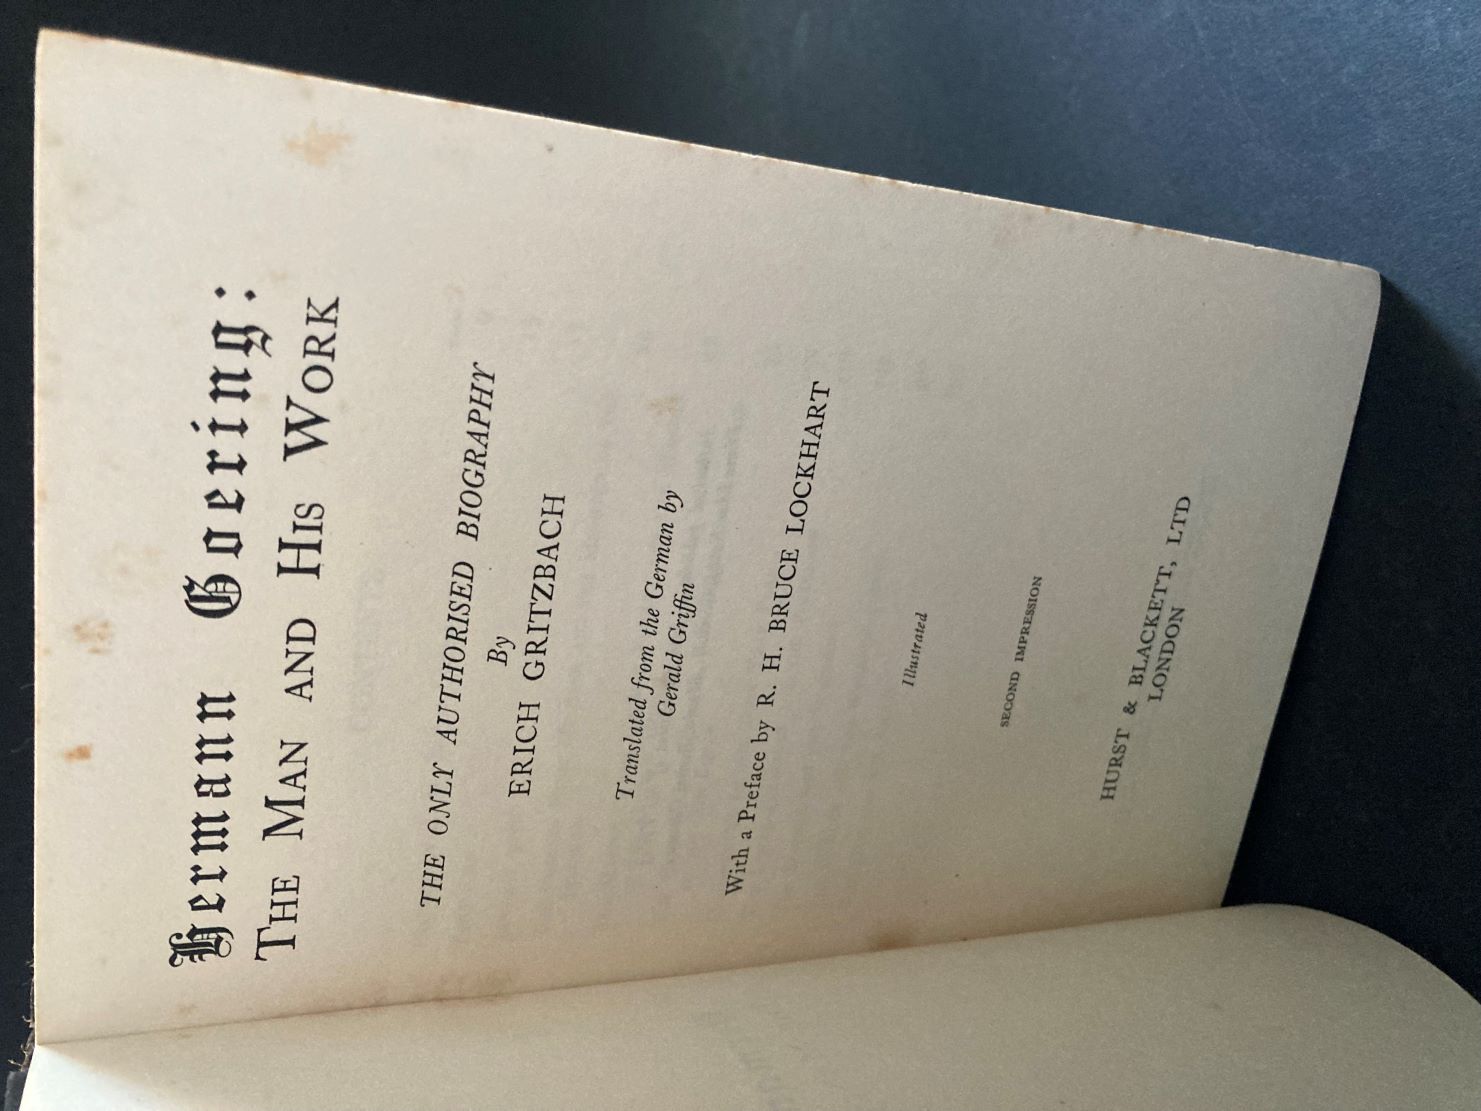 Hermann Goering:
THE MAN AND HIS WORK
THE ONLY AUTHORISED BIOGRAPHY
By
ERICH GRITZBACH
Translated from the German by
Gerald Griffin
With a Preface by R. H. BRUCE LOCKHART
Illustrated
SECOND IMPRESSION
HURST & BLACKETT, LTD
LONDON